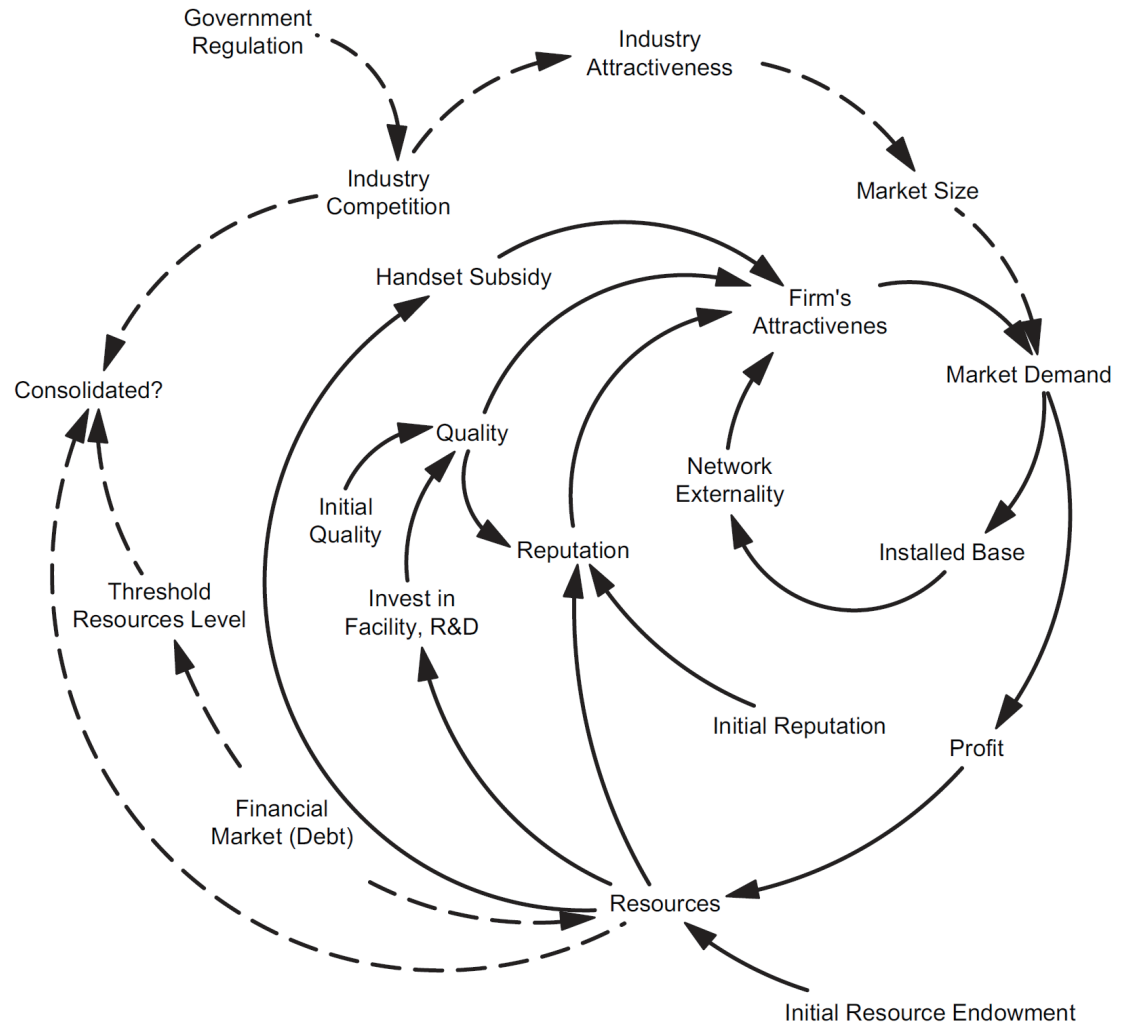 Government
Regulation
Industry
Attractiveness
Industry
Competition
Market Size
Handset Subsidy
Firm's
Attractivenes
Market Demand
Consolidated?
Quality
Network
Externality
Initial
Quality
Reputation
Installed Base
Threshold
Resources Level
Invest in
Facility, R&D
Initial Reputation
Profit
Financial
Market (Debt)
Resources
Initial Resource Endowment